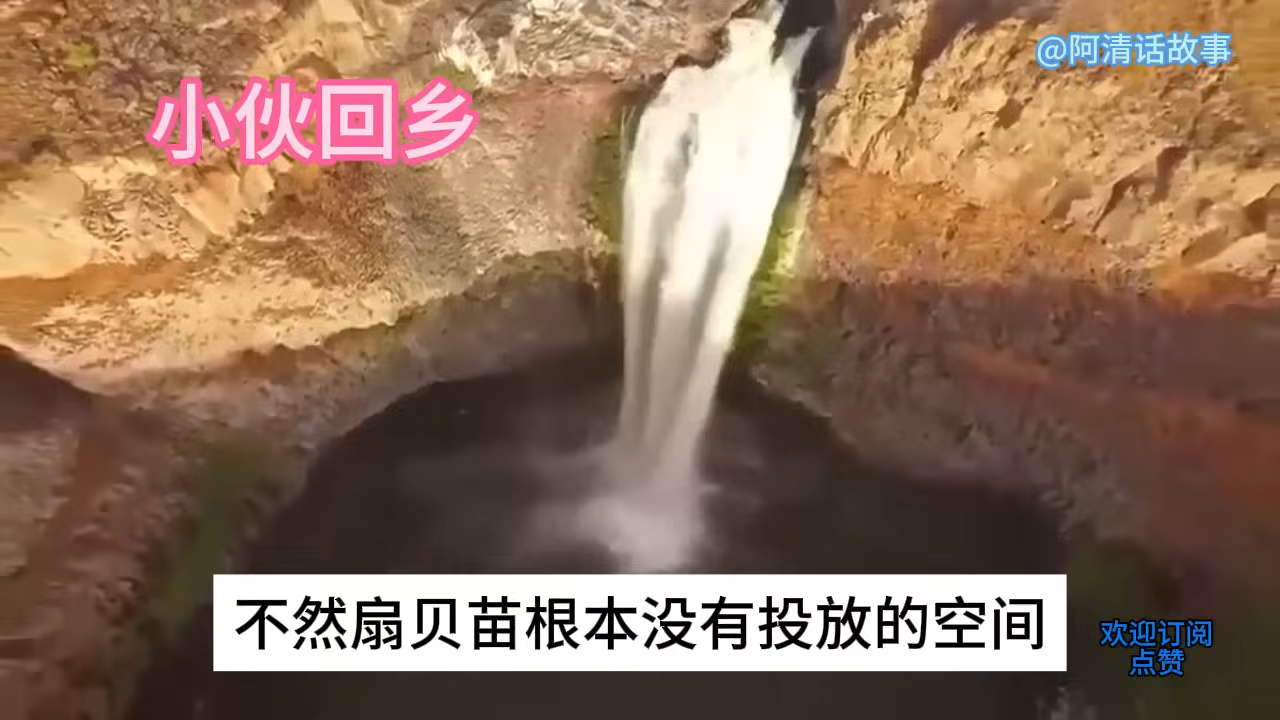 @阿清话故事
小伙回乡
不然扇贝苗根本没有投放的空间
欢迎订阅
点赞